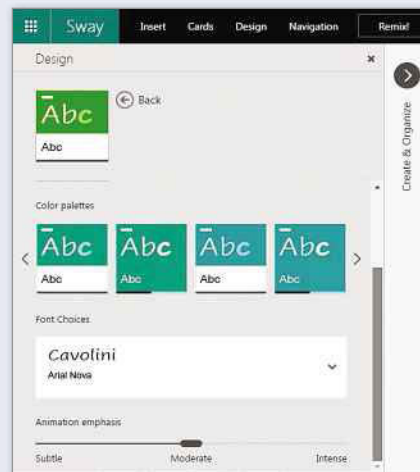 Sway Insert Cards Design Navigation Remix!
Design
Back
Abc
Abc
Create & Organize
Color palettes
Abc Abc Abc Abc
Abc Abc Abc Abc
Font Choices
Cavolini
Arial Nova
Animation emphasis
Subtle Moderate Intense